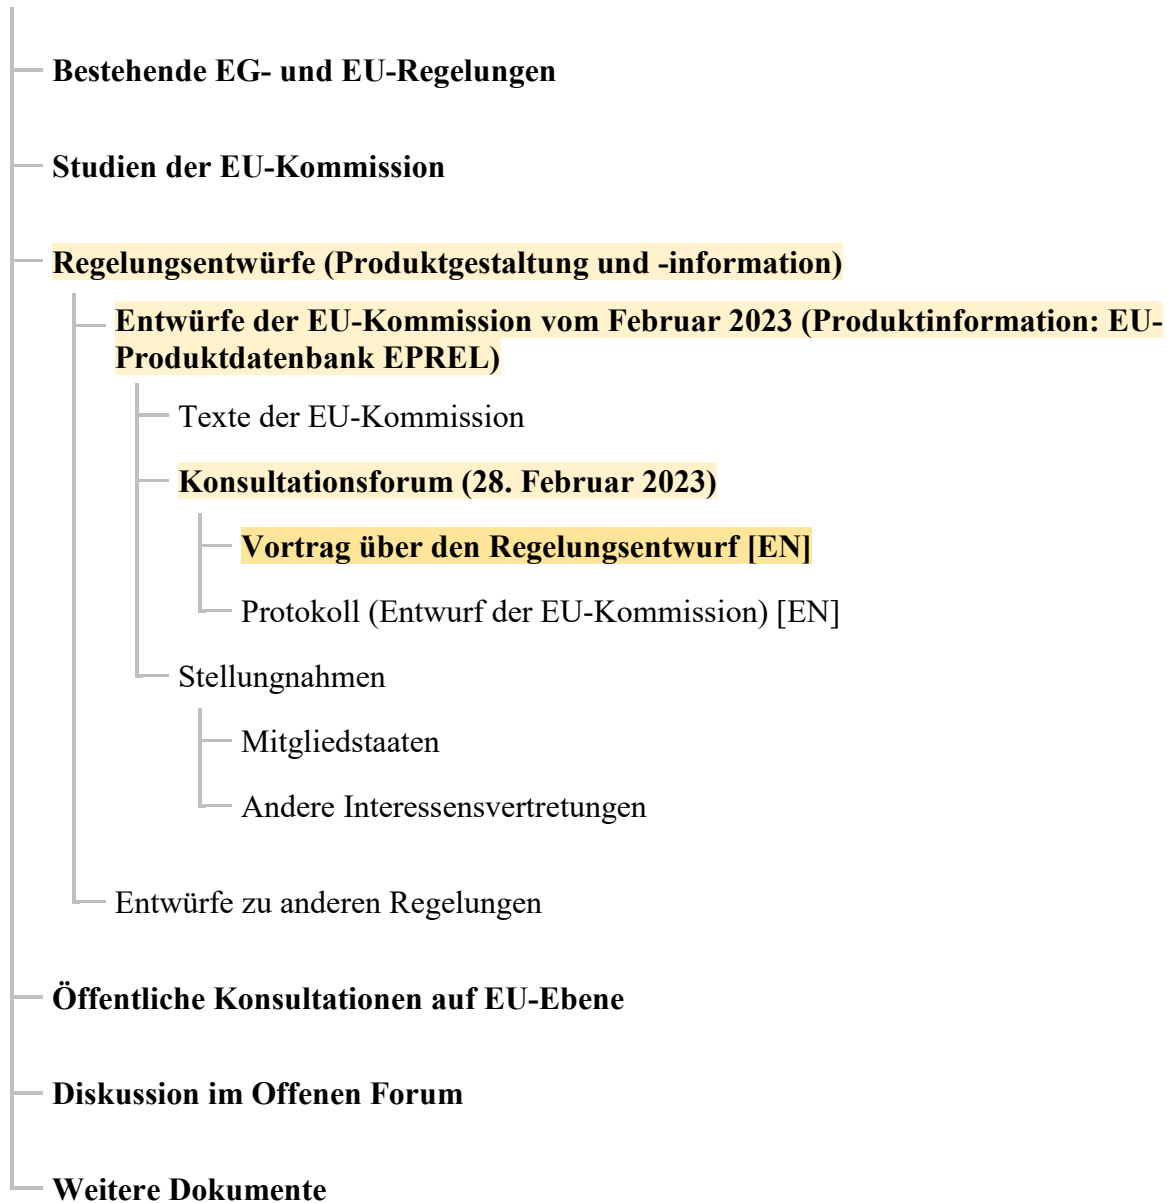 Bestehende EG- und EU-Regelungen
Studien der EU-Kommission
Regelungsentwürfe (Produktgestaltung und -information)
Entwürfe der EU-Kommission vom Februar 2023 (Produktinformation: EU-
Produktdatenbank EPREL)
Texte der EU-Kommission
Konsultationsforum (28. Februar 2023)
Vortrag über den Regelungsentwurf [EN]
Protokoll (Entwurf der EU-Kommission) [EN]
Stellungnahmen
Mitgliedstaaten
Andere Interessensvertretungen
Entwürfe zu anderen Regelungen
Öffentliche Konsultationen auf EU-Ebene
Diskussion im Offenen Forum
Weitere Dokumente